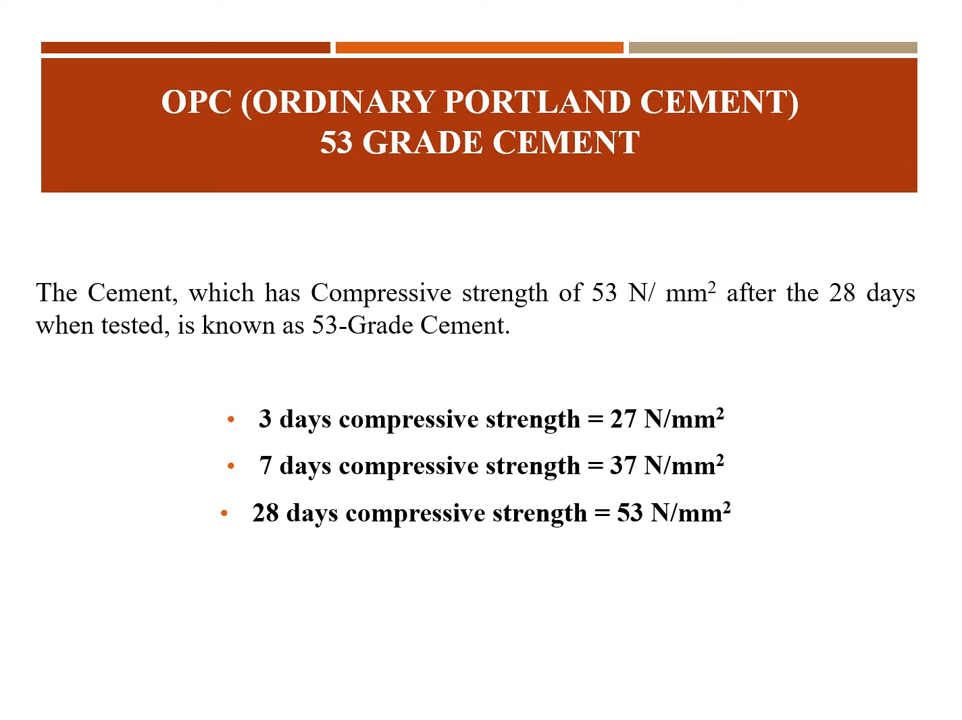 OPC (ORDINARY PORTLAND CEMENT)
53 GRADE CEMENT
The Cement, which has Compressive strength of 53 N/ mm² after the 28 days
when tested, is known as 53-Grade Cement.
• 3 days compressive strength = 27 N/mm²
• 7 days compressive strength = 37 N/mm²
• 28 days compressive strength = 53 N/mm²